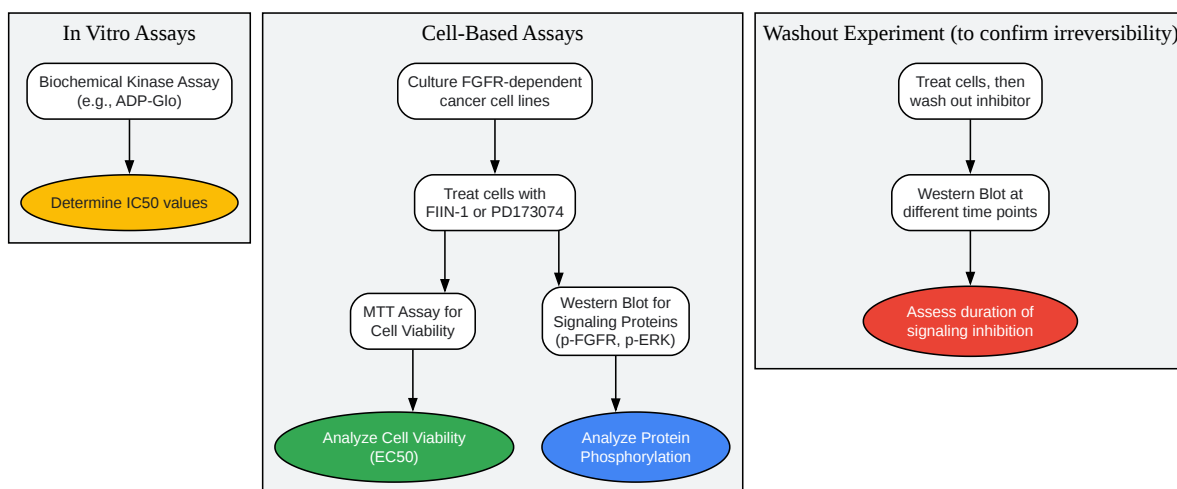 In Vitro Assays
Biochemical Kinase Assay
(e.g., ADP-Glo)
Determine IC50 values
Cell-Based Assays
Culture FGFR-dependent
cancer cell lines
Treat cells with
FIIN-1 or PD173074
MTT Assay for
Cell Viability
Western Blot for
Signaling Proteins
(p-FGFR, p-ERK)
Analyze Cell Viability
(EC50)
Analyze Protein
Phosphorylation
Washout Experiment (to confirm irreversibility)
Treat cells, then
wash out inhibitor
Western Blot at
different time points
Assess duration of
signaling inhibition